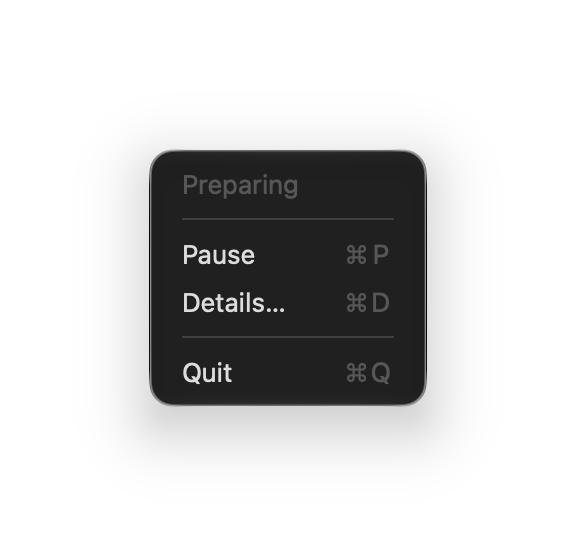 Preparing
Pause ⌘ P
Details... ⌘ D
Quit ⌘ Q